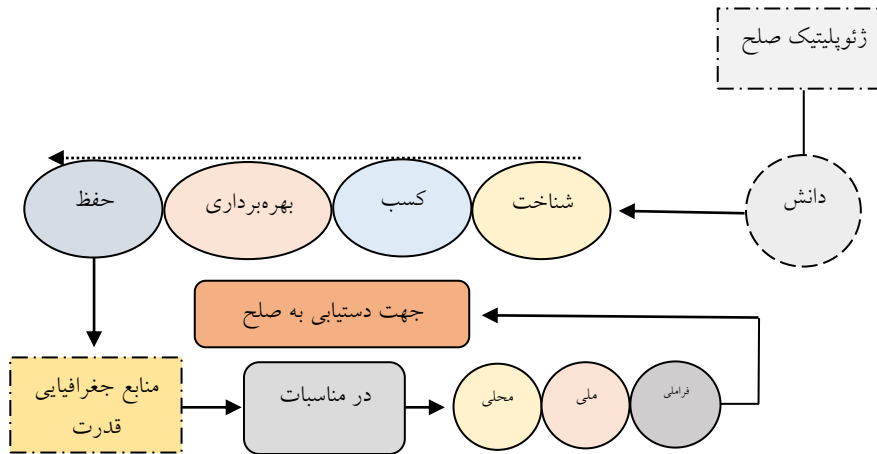 ژئوپلیتیک صلح
دانش
شناخت
کسب
بهره‌برداری
حفظ
منابع جغرافیایی
قدرت
در مناسبات
محلی
ملی
فراملی
جهت دستیابی به صلح